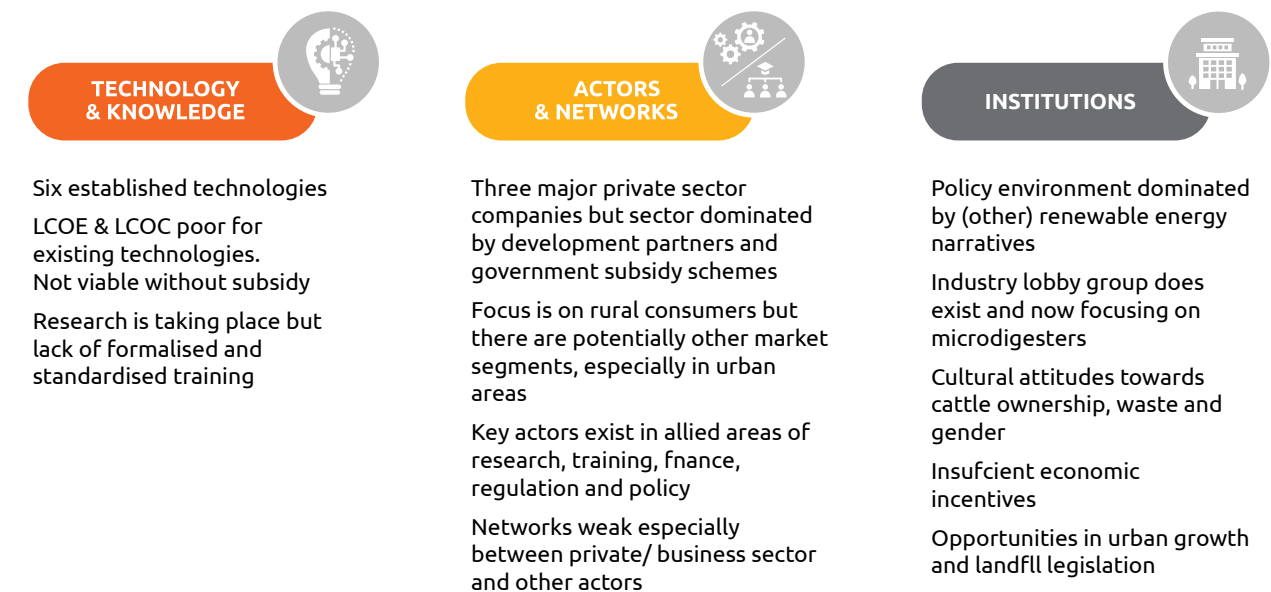 TECHNOLOGY
& KNOWLEDGE
Six established technologies
LCOE & LCOC poor for
existing technologies.
Not viable without subsidy
Research is taking place but
lack of formalised and
standardised training
ACTORS
& NETWORKS
Three major private sector
companies but sector dominated
by development partners and
government subsidy schemes
Focus is on rural consumers but
there are potentially other market
segments, especially in urban
areas
Key actors exist in allied areas of
research, training, fnance,
regulation and policy
Networks weak especially
between private/ business sector
and other actors
INSTITUTIONS
Policy environment dominated
by (other) renewable energy
narratives
Industry lobby group does
exist and now focusing on
microdigesters
Cultural attitudes towards
cattle ownership, waste and
gender
Insufcient economic
incentives
Opportunities in urban growth
and landfll legislation